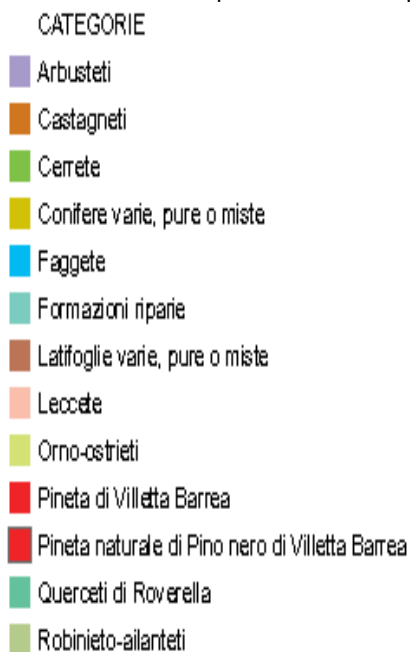 CATEGORIE
Arbusteti
Castagneti
Cerrete
Conifere varie, pure o miste
Faggete
Formazioni riparie
Latifoglie varie, pure o miste
Leccete
Orno-ostrieti
Pineta di Villetta Barrea
Pineta naturale di Pino nero di Villetta Barrea
Querceti di Roverella
Robinieto-ailanteti